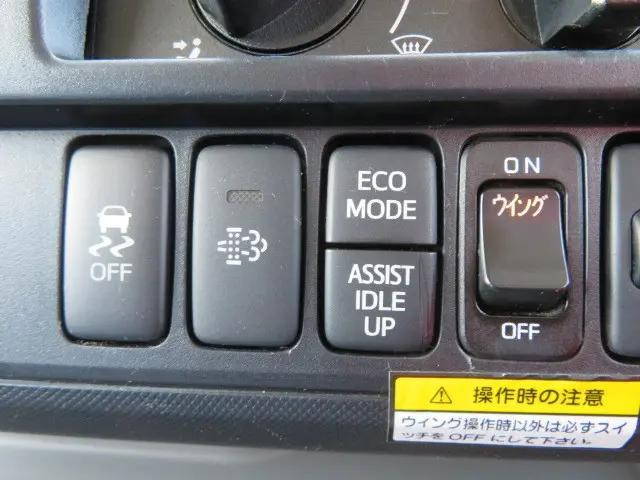 OFF
ECO
MODE
ASSIST
IDLE
UP
ON
ウイング
OFF
操作時の注意
ウイング操作時以外は必ずスイ
ッチをOFFにして下さい